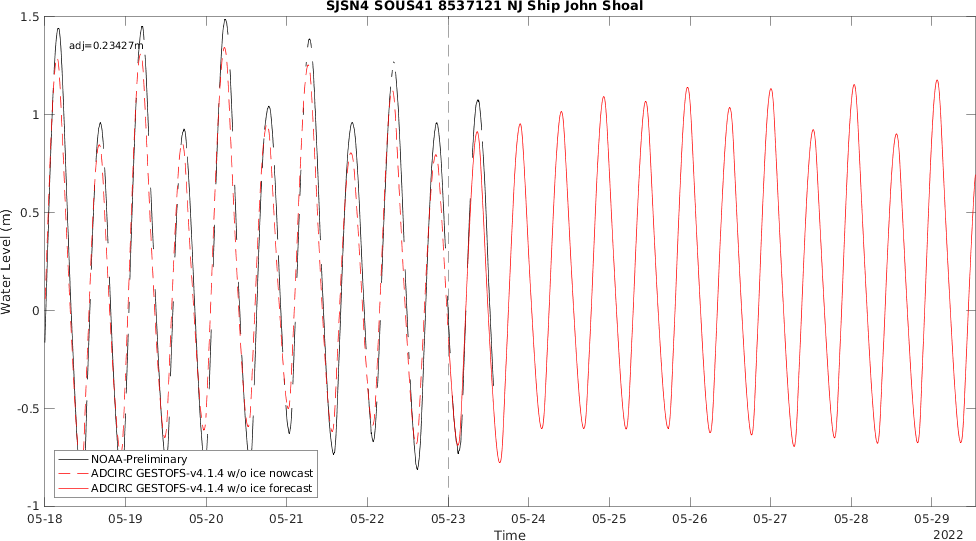 SJSN4 SOUS41 8537121 NJ Ship John Shoal
1.5
adj=0.23427m
1
0.5
Water Level (m)
0
-0.5
NOAA-Preliminary
ADCIRC GESTOFS-v4.1.4 w/o ice nowcast
ADCIRC GESTOFS-v4.1.4 w/o ice forecast
-1
05-18 05-19 05-20 05-21 05-22 05-23 05-24 05-25 05-26 05-27 05-28 05-29
Time
2022